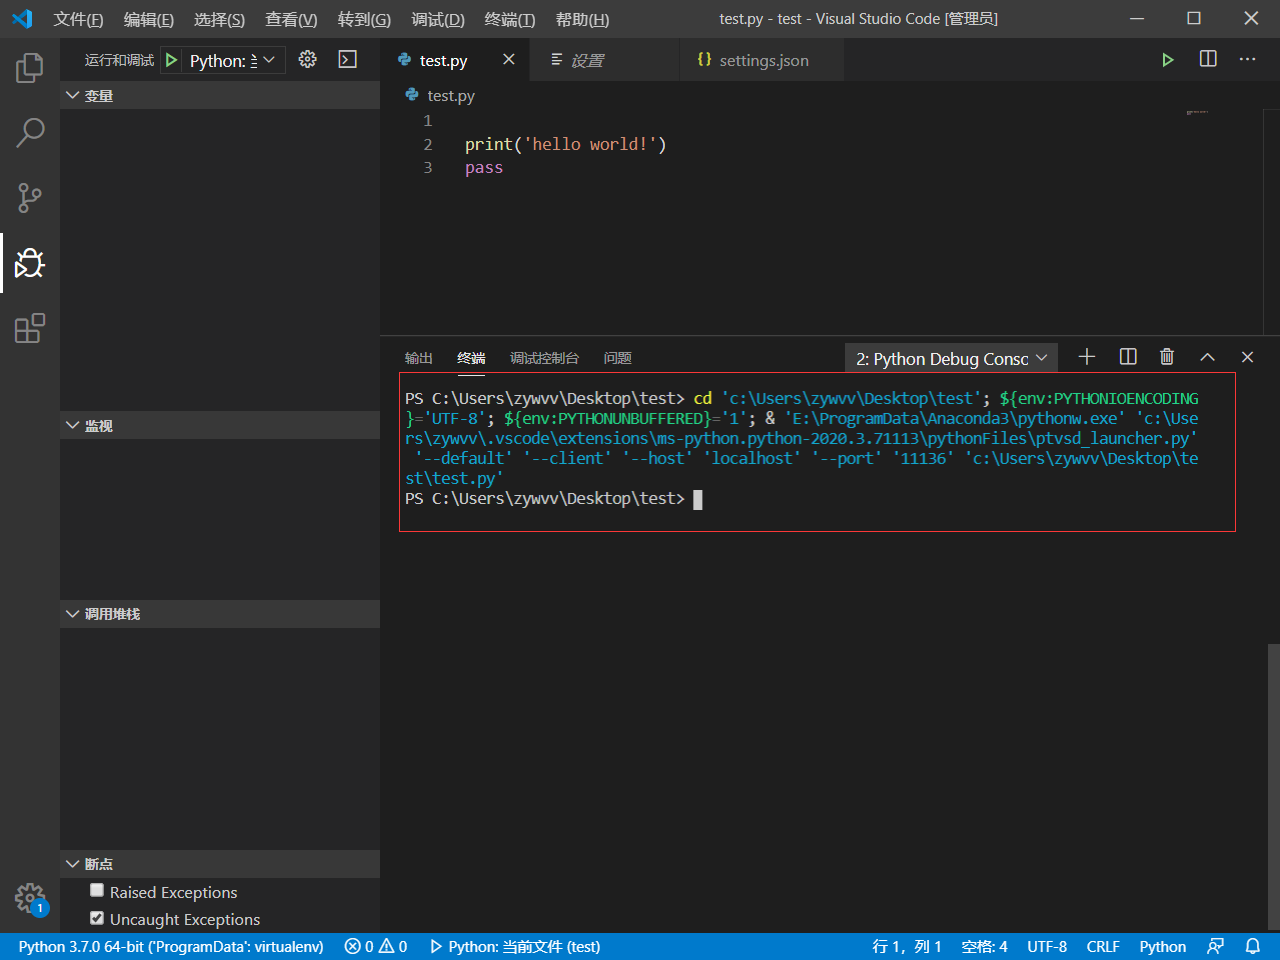 文件(F) 编辑(E) 选择(S) 查看(V) 转到(G) 调试(D) 终端(T) 帮助(H) test.py - test - Visual Studio Code [管理员]
运行和调试 Python: test.py 设置 {} settings.json
变量
test.py
1
2 print('hello world!')
3 pass
输出 终端 调试控制台 问题 2: Python Debug Consc
PS C:\Users\zywvv\Desktop\test> cd 'c:\Users\zywvv\Desktop\test'; ${env:PYTHONIOENCODING
}='UTF-8'; ${env:PYTHONUNBUFFERED}='1'; & 'E:\ProgramData\Anaconda3\pythonw.exe' 'c:\Use
rs\zywvv\.vscode\extensions\ms-python.python-2020.3.71113\pythonFiles\ptvsd_launcher.py'
'--default' '--client' '--host' 'localhost' '--port' '11136' 'c:\Users\zywvv\Desktop\te
st\test.py'
PS C:\Users\zywvv\Desktop\test>
监视
调用堆栈
断点
Raised Exceptions
Uncaught Exceptions
1
Python 3.7.0 64-bit ('ProgramData': virtualenv) 0 0 Python: 当前文件 (test) 行 1，列 1 空格: 4 UTF-8 CRLF Python